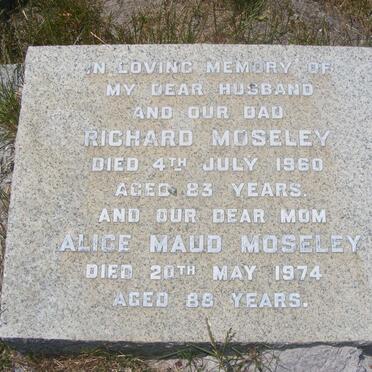 IN LOVING MEMORY OF
MY DEAR HUSBAND
AND OUR DAD
RICHARD MOSELEY
DIED 4TH JULY 1960
AGED 83 YEARS.
AND OUR DEAR MOM
ALICE MAUD MOSELEY
DIED 20TH MAY 1974
AGED 88 YEARS.